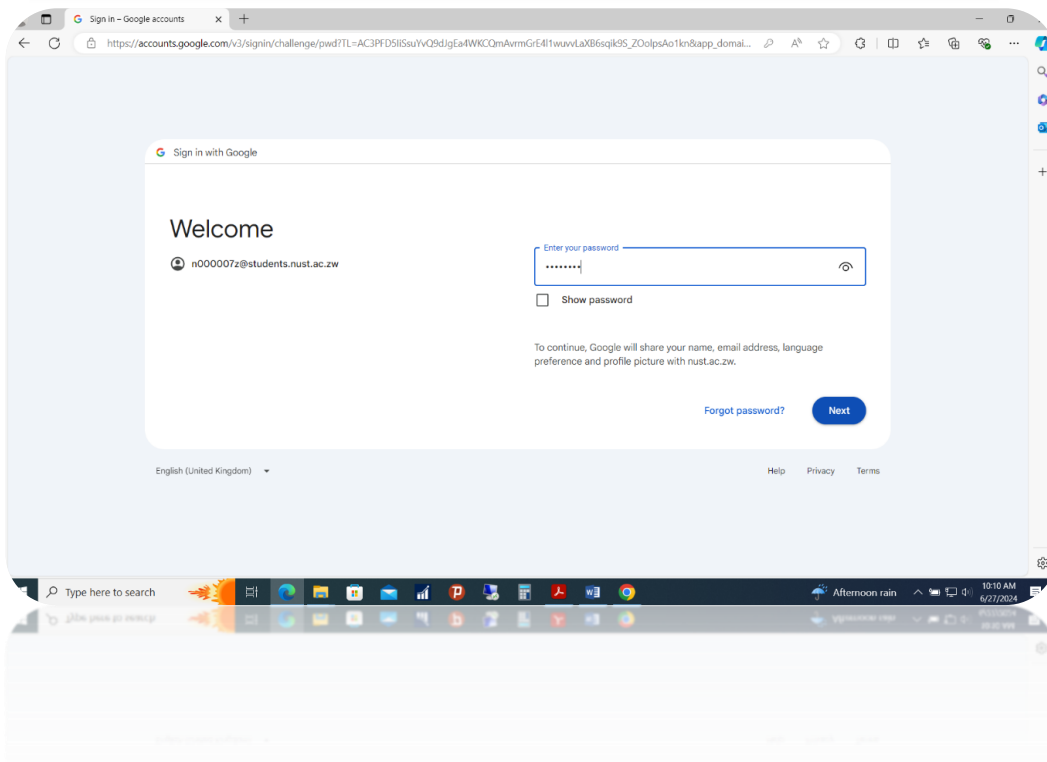 Sign in – Google accounts
https://accounts.google.com/v3/signin/challenge/pwd?TL=AC3PFD5liSsuYvQ9dJgEa4WKCQmAvrmGrE4l1wuvvLaXB6sqik9S_ZOolpsAo1kn&app_domai...
Sign in with Google
Welcome
n000007z@students.nust.ac.zw
Enter your password
Show password
To continue, Google will share your name, email address, language
preference and profile picture with nust.ac.zw.
Forgot password?
Next
English (United Kingdom)
Help Privacy Terms
Type here to search
Afternoon rain
10:10 AM
6/27/2024